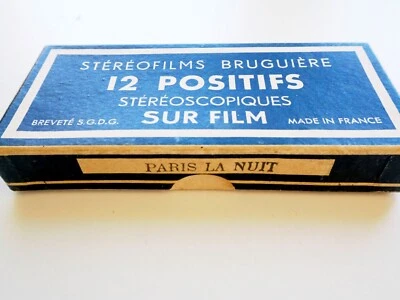 STÉRÉOFILMS BRUGUIÈRE
12 POSITIFS
STÉRÉOSCOPIQUES
BREVETÉ S.G.D.G. SUR FILM MADE IN FRANCE
PARIS LA NUIT